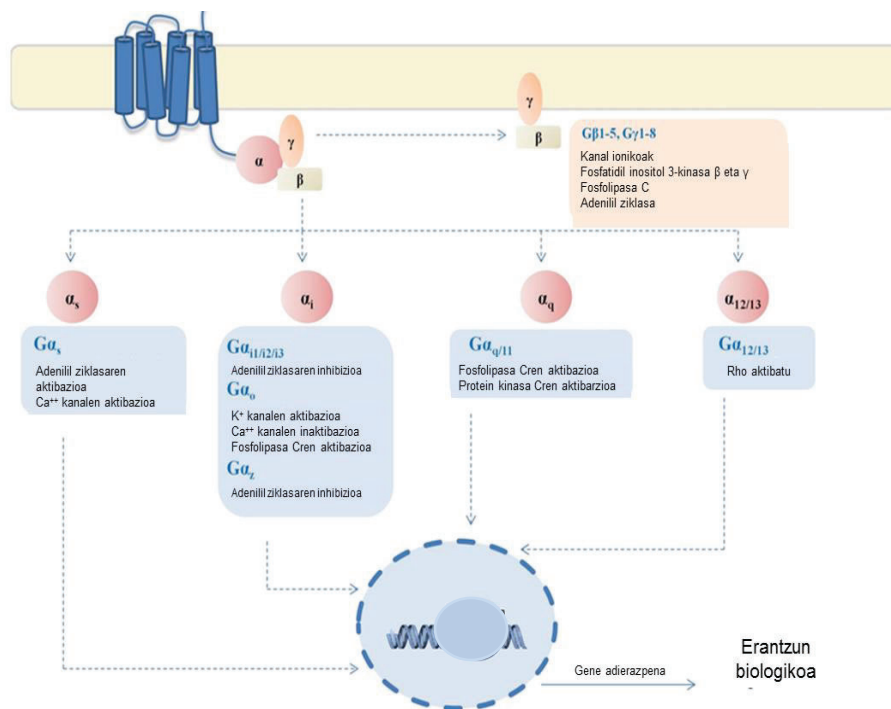 γ
β
α
γ
β
Gβ1-5, Gγ1-8
Kanal ionikoak
Fosfatidil inositol 3-kinasa β eta γ
Fosfolipasa C
Adenilil ziklasa
αs
Gαs
Adenilil ziklasaren
aktibazioa
Ca⁺⁺ kanalen aktibazioa
αi
Gαi1/i2/i3
Adenilil ziklasaren inhibizioa
Gαo
K⁺ kanalen aktibazioa
Ca⁺⁺ kanalen inaktibazioa
Fosfolipasa Cren aktibazioa
Gαz
Adenilil ziklasaren inhibizioa
αq
Gαq/11
Fosfolipasa Cren aktibazioa
Protein kinasa Cren aktibarzioa
α12/13
Gα12/13
Rho aktibatu
Gene adierazpena
Erantzun
biologikoa